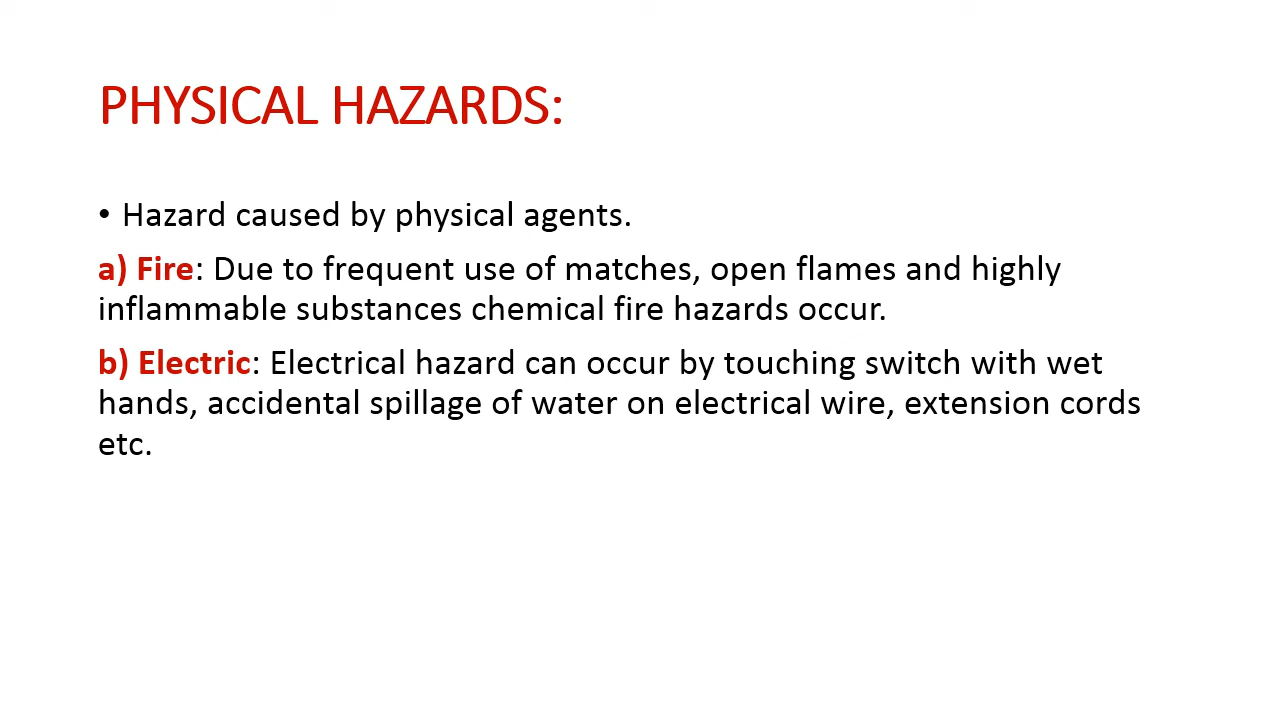 PHYSICAL HAZARDS:
• Hazard caused by physical agents.
a) Fire: Due to frequent use of matches, open flames and highly
inflammable substances chemical fire hazards occur.
b) Electric: Electrical hazard can occur by touching switch with wet
hands, accidental spillage of water on electrical wire, extension cords
etc.